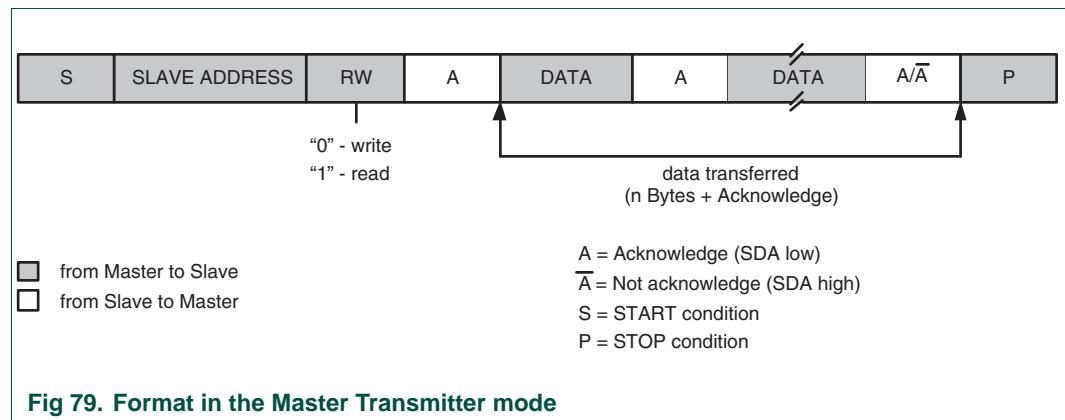 S SLAVE ADDRESS RW A DATA A DATA A/A̅ P
“0” - write
“1” - read
data transferred
(n Bytes + Acknowledge)
from Master to Slave
from Slave to Master
A = Acknowledge (SDA low)
A̅ = Not acknowledge (SDA high)
S = START condition
P = STOP condition
Fig 79. Format in the Master Transmitter mode